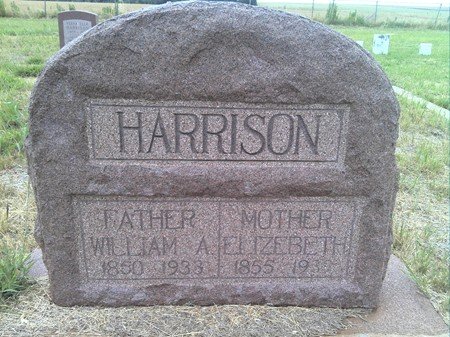 HARRISON
FATHER
WILLIAM A.
1850 1933
MOTHER
ELIZEBETH
1855